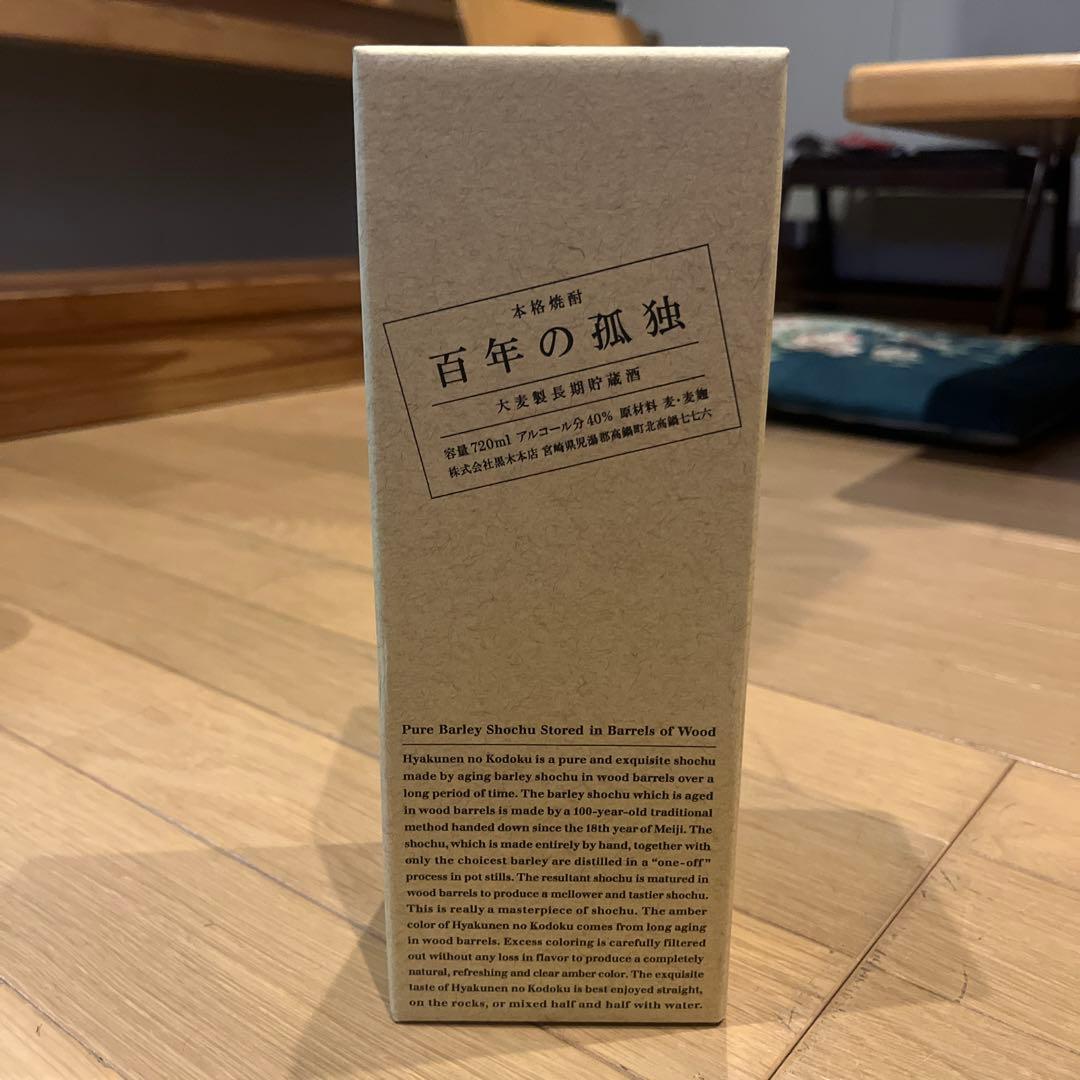 本格焼酎
百年の孤独
大麦製長期貯蔵酒
容量720ml アルコール分40% 原材料 麦・麦麹
株式会社黒木本店 宮崎県児湯郡高鍋町北高鍋七七六
Pure Barley Shochu Stored in Barrels of Wood
Hyakunen no Kodoku is a pure and exquisite shochu
made by aging barley shochu in wood barrels over a
long period of time. The barley shochu which is aged
in wood barrels is made by a 100-year-old traditional
method handed down since the 18th year of Meiji. The
shochu, which is made entirely by hand, together with
only the choicest barley are distilled in a “one-off”
process in pot stills. The resultant shochu is matured in
wood barrels to produce a mellower and tastier shochu.
This is really a masterpiece of shochu. The amber
color of Hyakunen no Kodoku comes from long aging
in wood barrels. Excess coloring is carefully filtered
out without any loss in flavor to produce a completely
natural, refreshing and clear amber color. The exquisite
taste of Hyakunen no Kodoku is best enjoyed straight,
on the rocks, or mixed half and half with water.